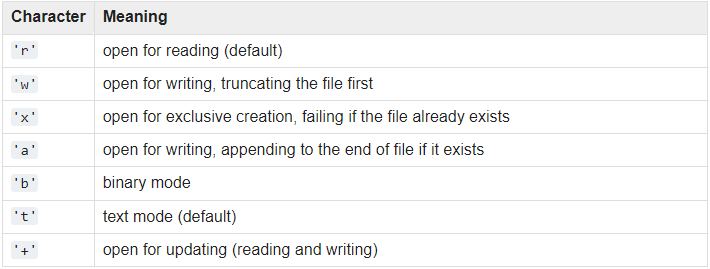 Character Meaning
'r' open for reading (default)
'w' open for writing, truncating the file first
'x' open for exclusive creation, failing if the file already exists
'a' open for writing, appending to the end of file if it exists
'b' binary mode
't' text mode (default)
'+' open for updating (reading and writing)